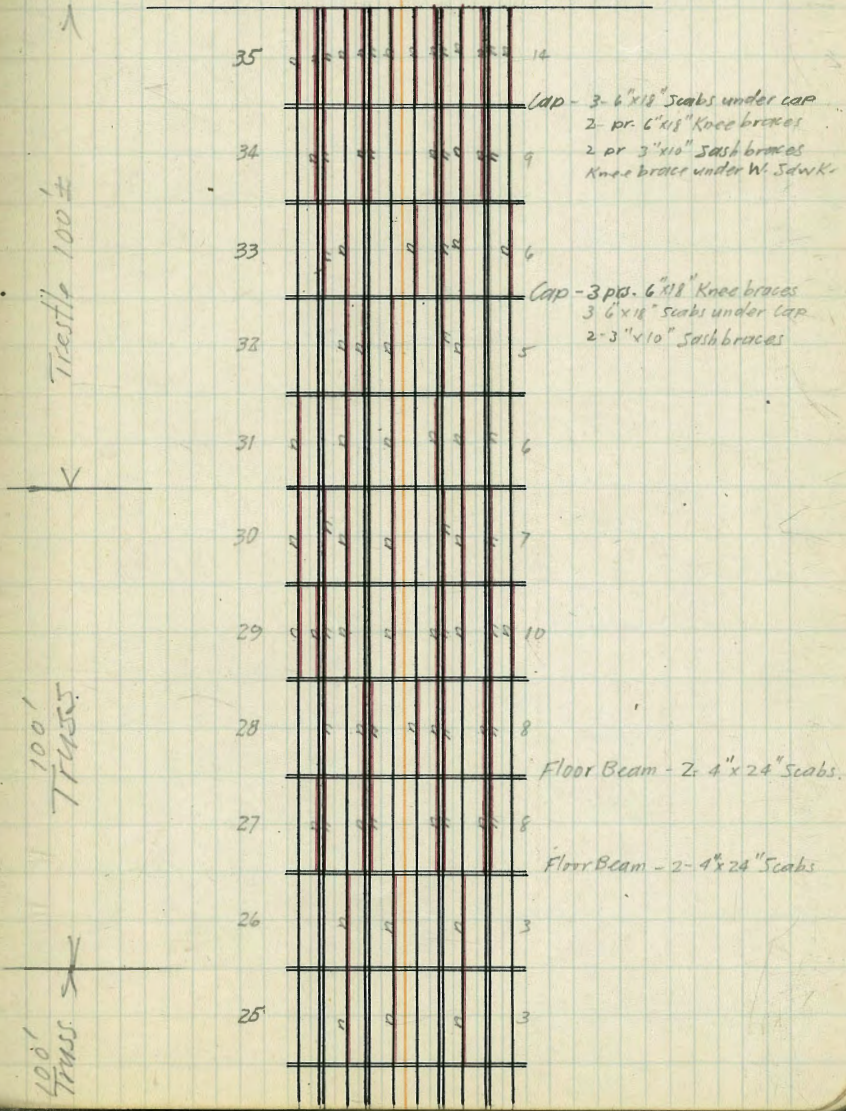 35 n n n n n n n n n n n n n n 14
Cap - 3- 6"x18" Scabs under cap
2- pr. 6"x18" Knee braces
34 n n n n n n n n n 9
2 pr 3"x10" Sash braces
Knee brace under W. Sdwk.
Trestle 100'±
33 n n n n n n 6
Cap - 3 prs. 6"x18" Knee braces
3 6"x18" Scabs under Cap
2-3"x10" Sash braces
32 n n n n n 5
31 n n n n n n 6
30 n n n n n n n 7
29 n n n n n n n n n n 10
100'
Truss
28 n n n n n n n n 8
Floor Beam - 2- 4"x24" Scabs.
27 n n n n n n n n 8
Floor Beam - 2- 4"x24" Scabs
26 n n n 3
25 n n n 3
100'
Truss